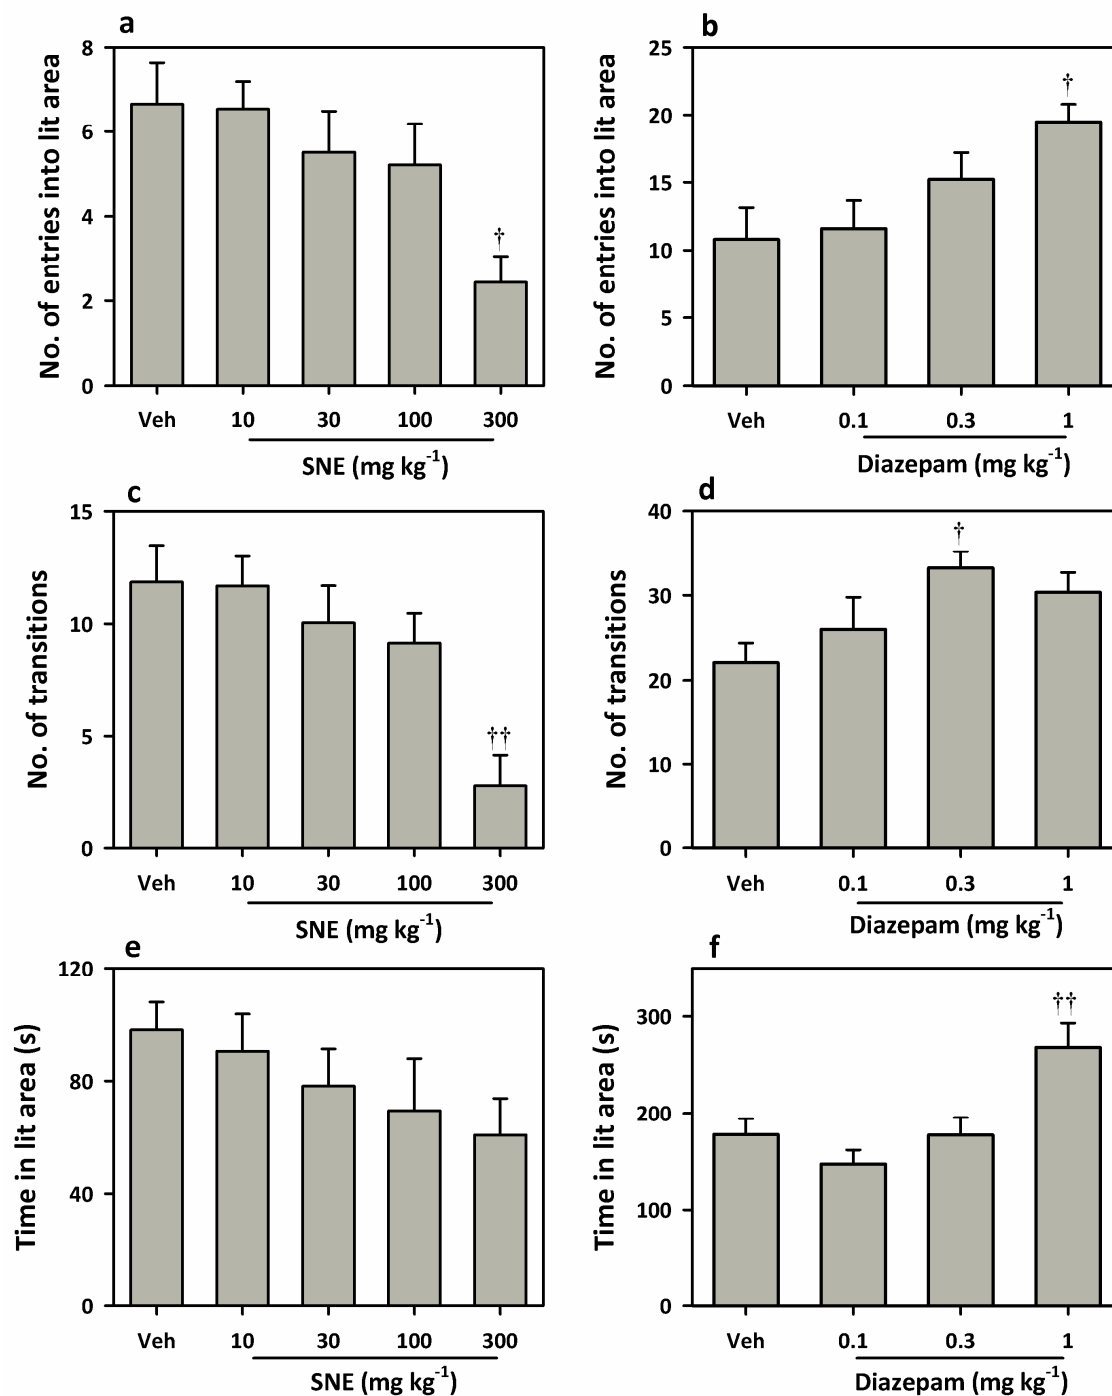 a
No. of entries into lit area
8
6
4
2
0
Veh 10 30 100 300
SNE (mg kg⁻¹)
†
b
No. of entries into lit area
25
20
15
10
5
0
Veh 0.1 0.3 1
Diazepam (mg kg⁻¹)
†
c
No. of transitions
15
10
5
0
Veh 10 30 100 300
SNE (mg kg⁻¹)
††
d
No. of transitions
40
30
20
10
0
Veh 0.1 0.3 1
Diazepam (mg kg⁻¹)
†
e
Time in lit area (s)
120
80
40
0
Veh 10 30 100 300
SNE (mg kg⁻¹)
f
Time in lit area (s)
300
200
100
0
Veh 0.1 0.3 1
Diazepam (mg kg⁻¹)
††